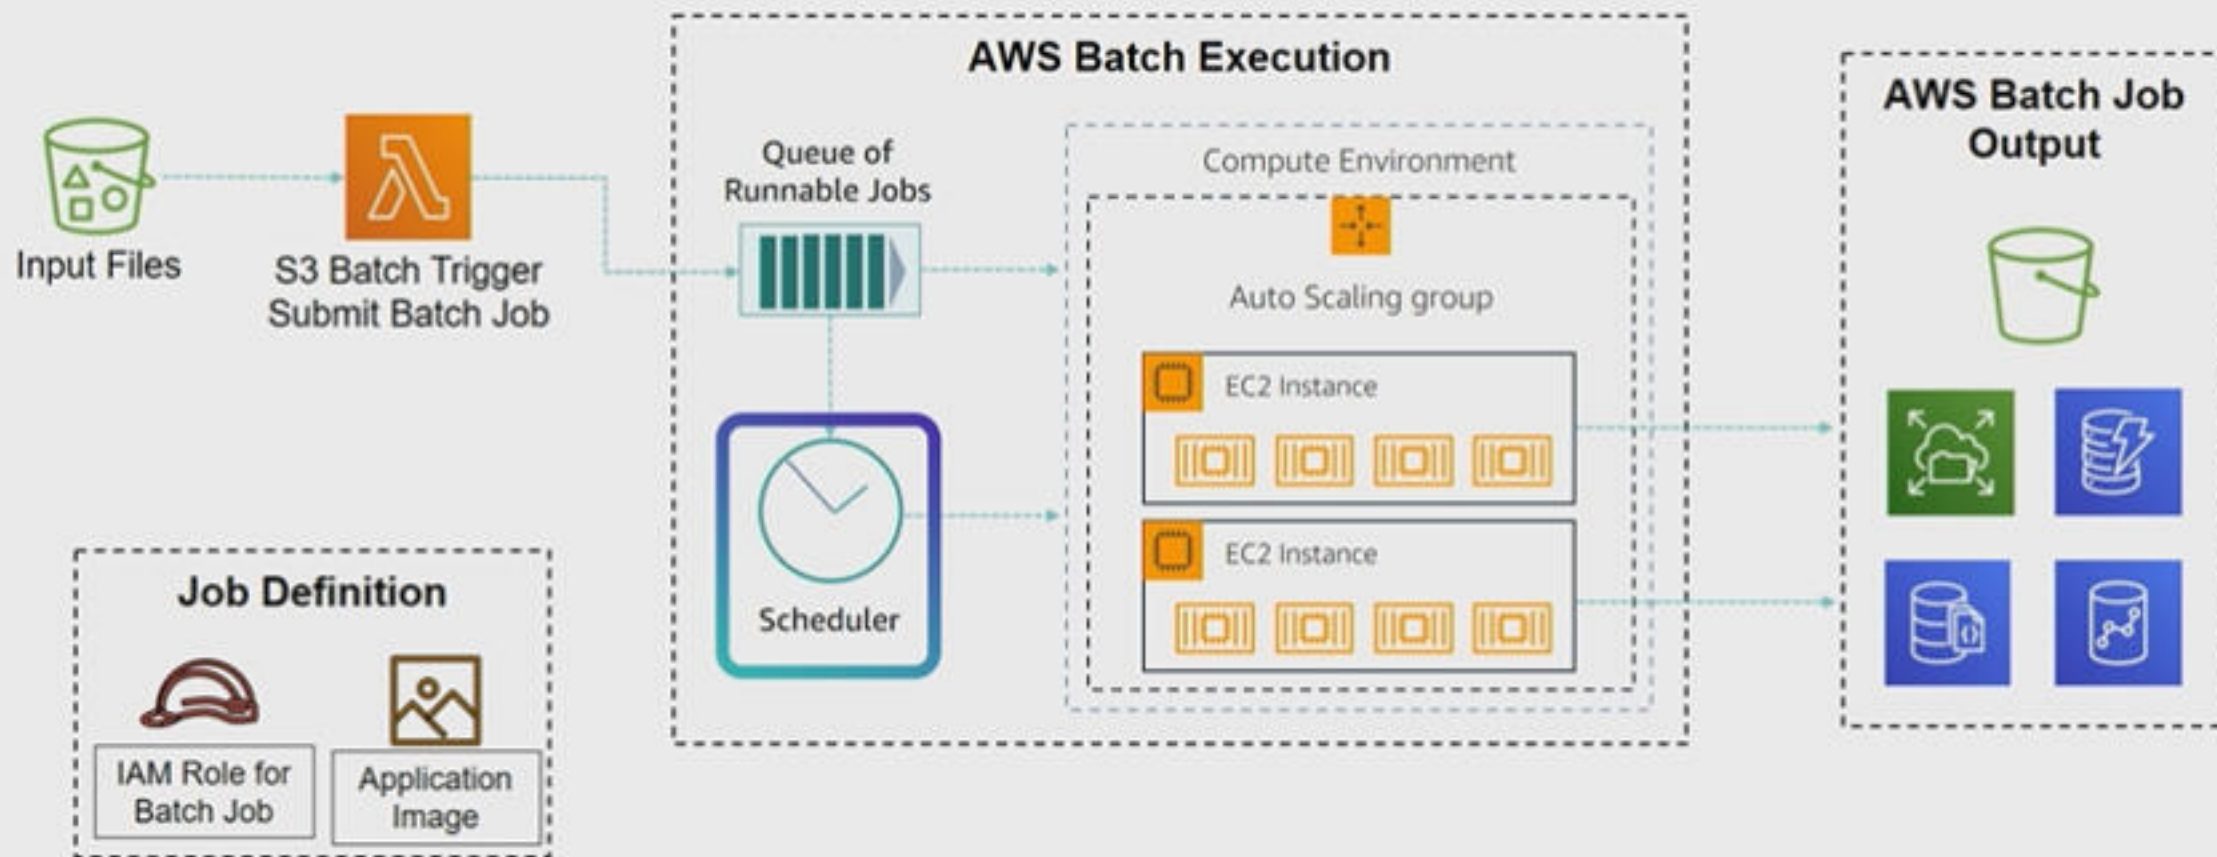 AWS Batch Execution
AWS Batch Job
Output
Queue of
Runnable Jobs
Compute Environment
Input Files
S3 Batch Trigger
Submit Batch Job
Auto Scaling group
EC2 Instance
EC2 Instance
Scheduler
Job Definition
IAM Role for
Batch Job
Application
Image